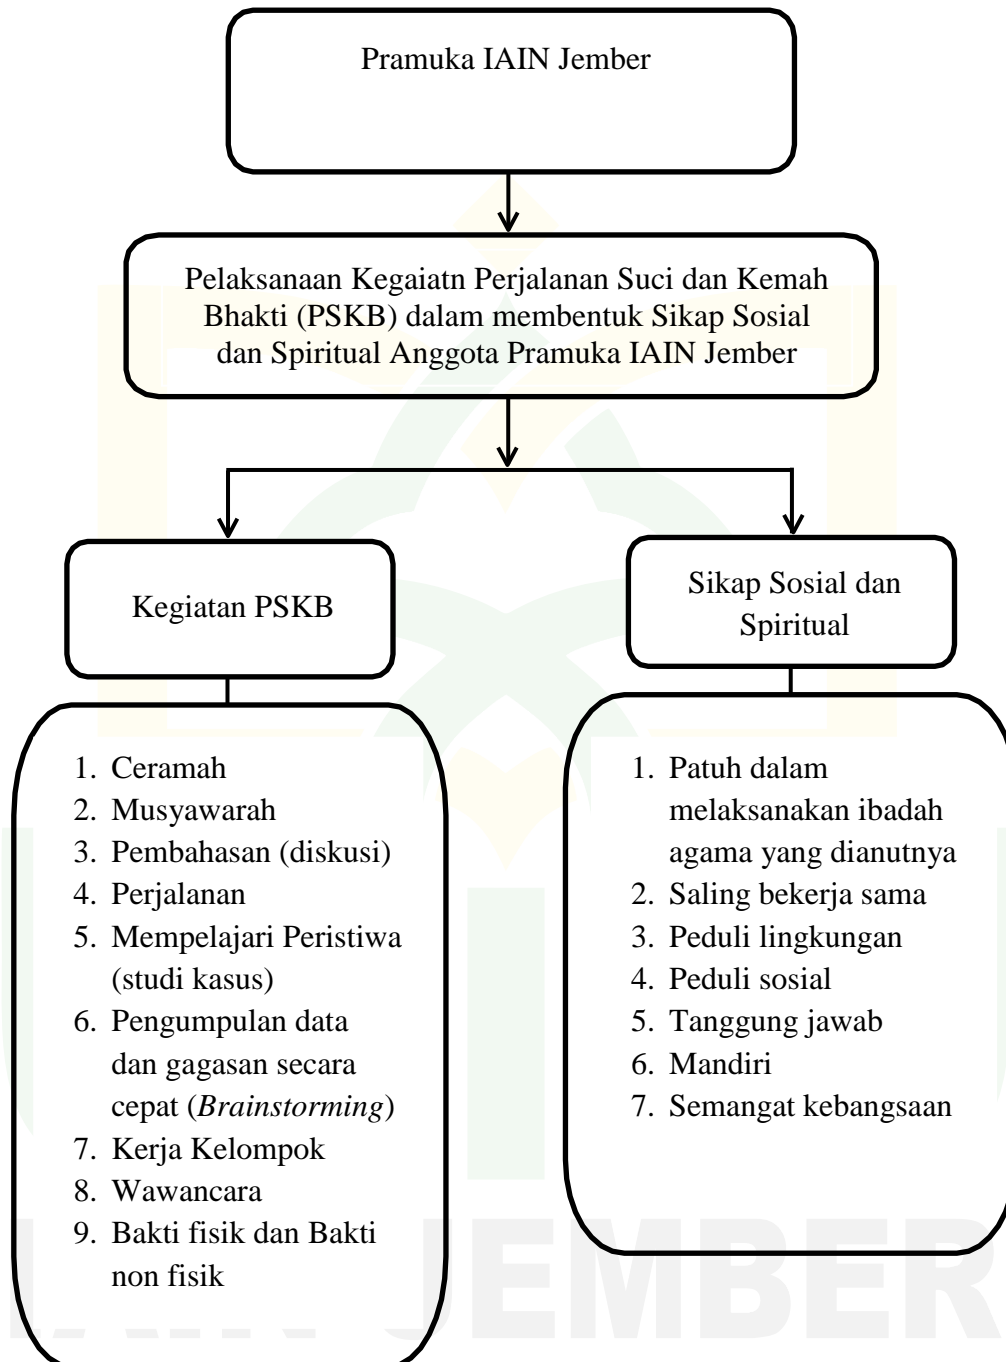 Pramuka IAIN Jember
Pelaksanaan Kegaiatn Perjalanan Suci dan Kemah
Bhakti (PSKB) dalam membentuk Sikap Sosial
dan Spiritual Anggota Pramuka IAIN Jember
Kegiatan PSKB
Sikap Sosial dan
Spiritual
1. Ceramah
2. Musyawarah
3. Pembahasan (diskusi)
4. Perjalanan
5. Mempelajari Peristiwa
(studi kasus)
6. Pengumpulan data
dan gagasan secara
cepat (Brainstorming)
7. Kerja Kelompok
8. Wawancara
9. Bakti fisik dan Bakti
non fisik
1. Patuh dalam
melaksanakan ibadah
agama yang dianutnya
2. Saling bekerja sama
3. Peduli lingkungan
4. Peduli sosial
5. Tanggung jawab
6. Mandiri
7. Semangat kebangsaan
IAIN JEMBER